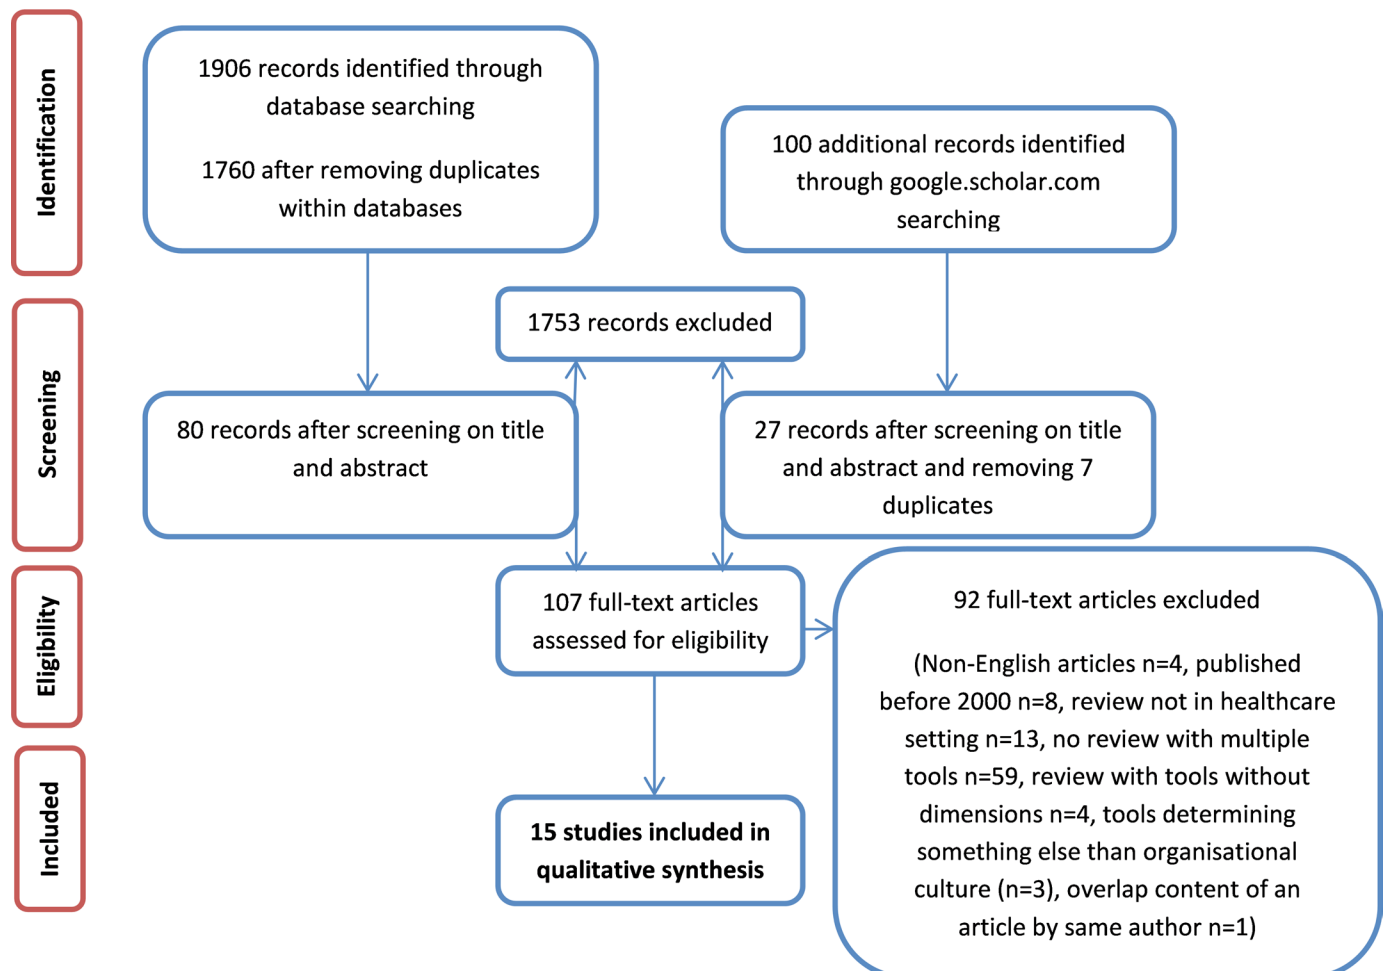 Identification
1906 records identified through
database searching
1760 after removing duplicates
within databases
100 additional records identified
through google.scholar.com
searching
Screening
1753 records excluded
80 records after screening on title
and abstract
27 records after screening on title
and abstract and removing 7
duplicates
Eligibility
107 full-text articles
assessed for eligibility
92 full-text articles excluded
(Non-English articles n=4, published
before 2000 n=8, review not in healthcare
setting n=13, no review with multiple
tools n=59, review with tools without
dimensions n=4, tools determining
something else than organisational
culture (n=3), overlap content of an
article by same author n=1)
Included
15 studies included in
qualitative synthesis